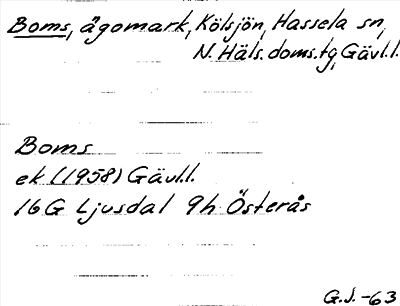 Boms, ägomark, Kölsjön, Hassela sn,
N. Häls. doms.tg, Gävl.l.
Boms
ek (1958) Gävl.l.
16G Ljusdal 9h Österås
G.J. -63